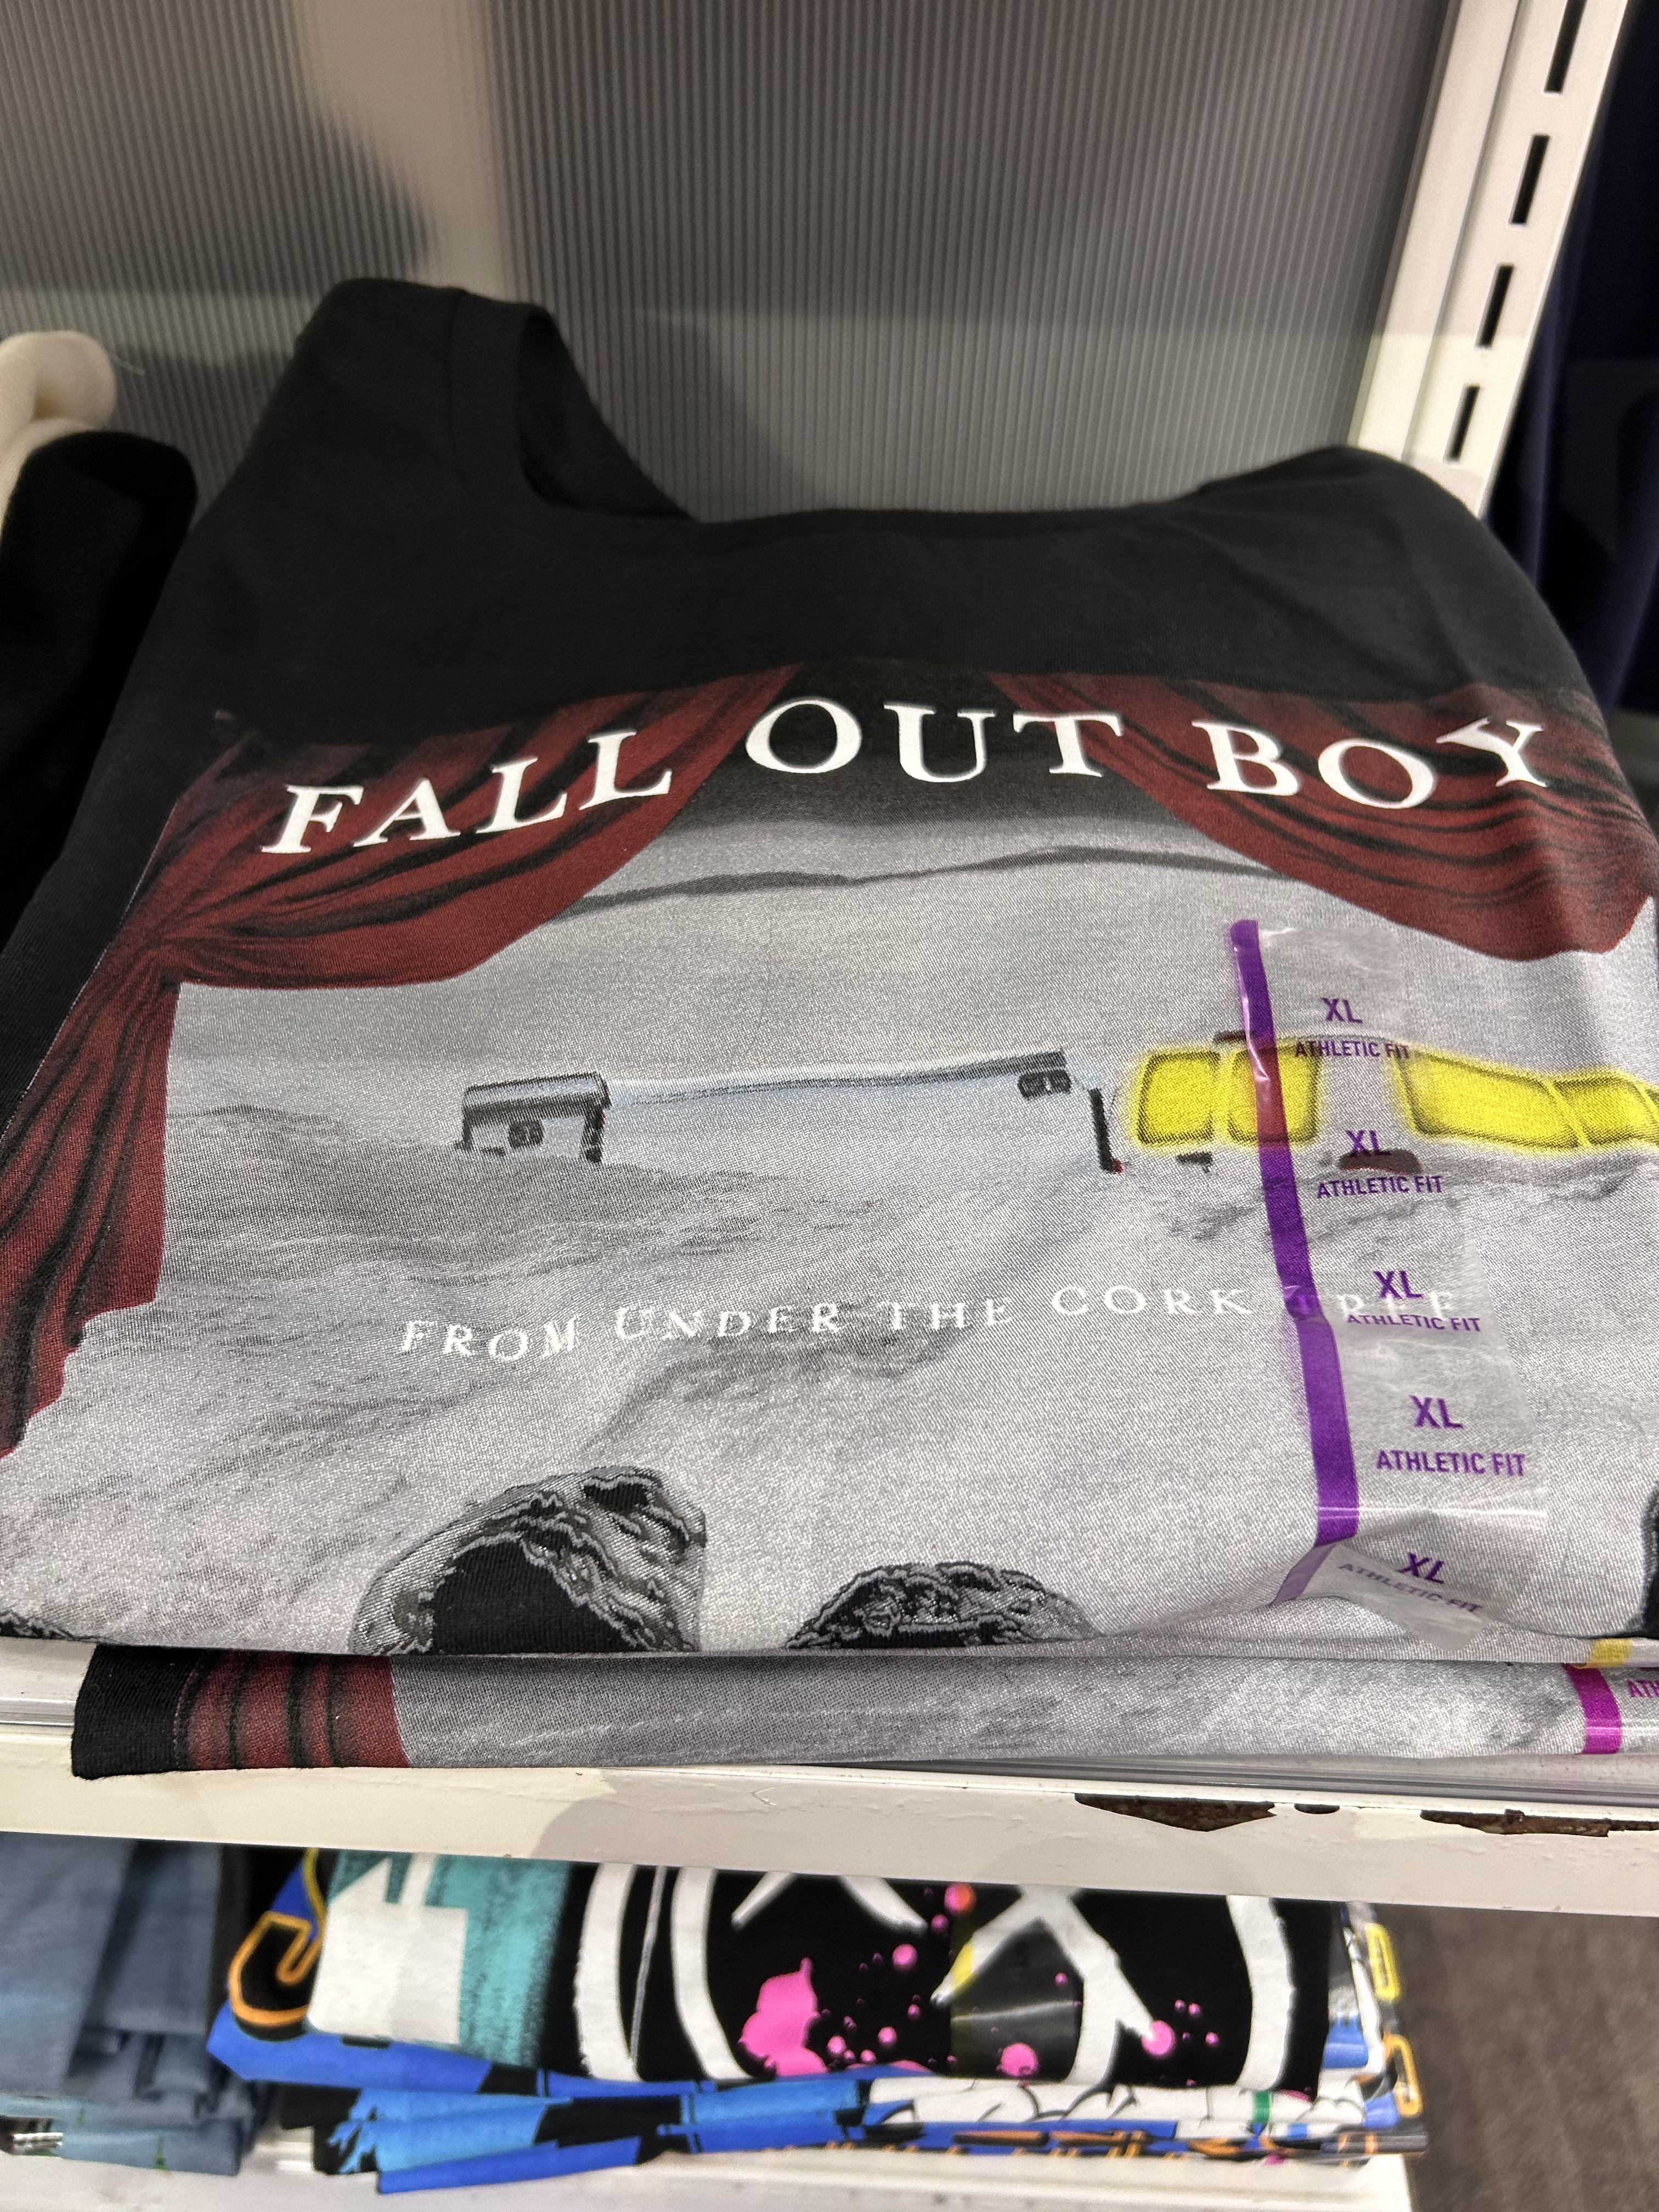 FALL OUT BOY
XL
ATHLETIC FIT
XL
ATHLETIC FIT
FROM UNDER THE CORK TREE
XL
ATHLETIC FIT
XL
ATHLETIC FIT
XL
ATHLETIC FIT